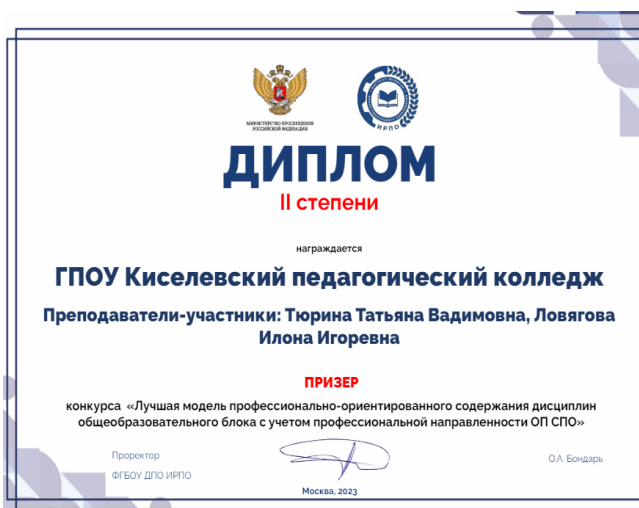 МИНИСТЕРСТВО ПРОСВЕЩЕНИЯ
РОССИЙСКОЙ ФЕДЕРАЦИИ
ИРПО
ДИПЛОМ
II степени
награждается
ГПОУ Киселевский педагогический колледж
Преподаватели-участники: Тюрина Татьяна Вадимовна, Ловягова
Илона Игоревна
ПРИЗЕР
конкурса «Лучшая модель профессионально-ориентированного содержания дисциплин
общеобразовательного блока с учетом профессиональной направленности ОП СПО»
Проректор
ФГБОУ ДПО ИРПО
О.А. Бондарь
Москва, 2023